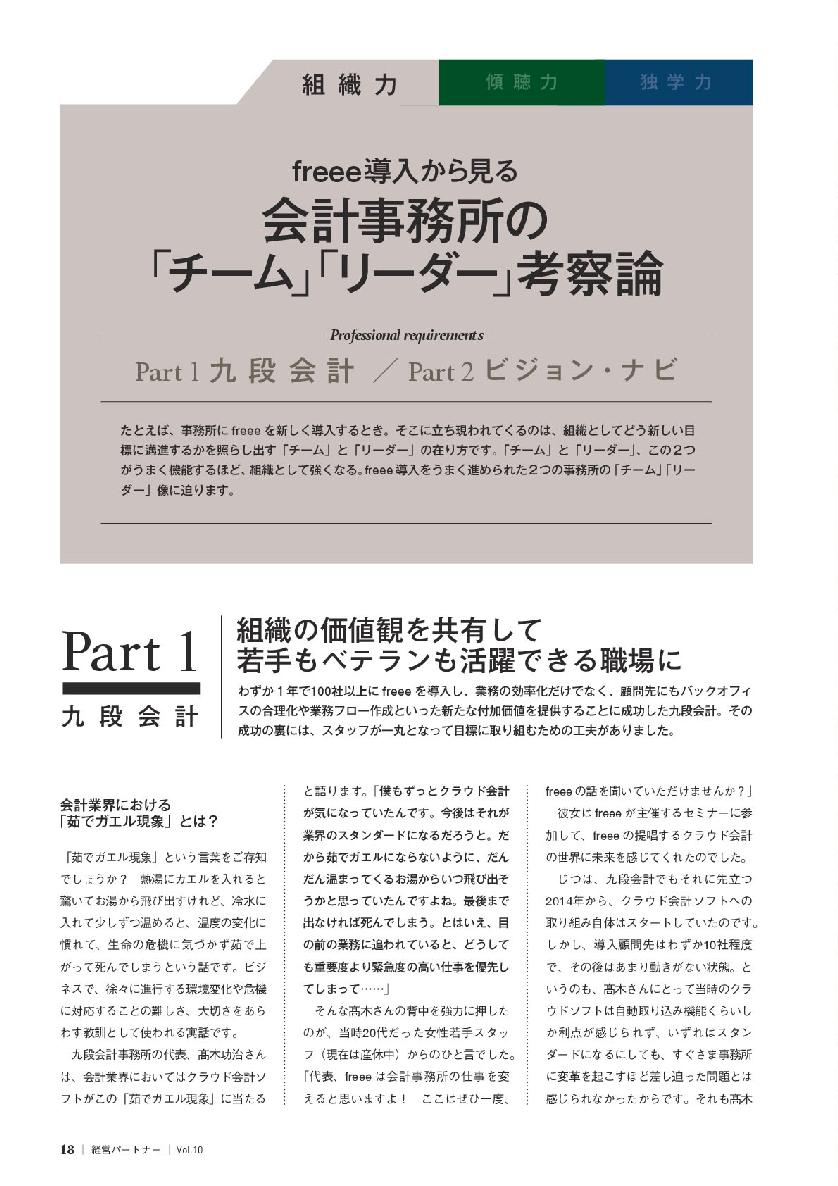 組織力
傾聴力
独学力
freee導入から見る
会計事務所の
「チーム」「リーダー」考察論
Professional requirements
Part 1 九段会計 ／ Part 2 ビジョン・ナビ
たとえば、事務所に freee を新しく導入するとき。そこに立ち現われてくるのは、組織としてどう新しい目
標に邁進するかを照らし出す「チーム」と「リーダー」の在り方です。「チーム」と「リーダー」、この２つ
がうまく機能するほど、組織として強くなる。freee 導入をうまく進められた２つの事務所の「チーム」「リー
ダー」像に迫ります。
Part 1
九段会計
組織の価値観を共有して
若手もベテランも活躍できる職場に
わずか１年で100社以上に freee を導入し、業務の効率化だけでなく、顧問先にもバックオフィ
スの合理化や業務フロー作成といった新たな付加価値を提供することに成功した九段会計。その
成功の裏には、スタッフが一丸となって目標に取り組むための工夫がありました。
会計業界における
「茹でガエル現象」とは？
「茹でガエル現象」という言葉をご存知
でしょうか？　熱湯にカエルを入れると
驚いてお湯から飛び出すけれど、冷水に
入れて少しずつ温めると、温度の変化に
慣れて、生命の危機に気づかず茹で上
がって死んでしまうという話です。ビジ
ネスで、徐々に進行する環境変化や危機
に対応することの難しさ、大切さをあら
わす教訓として使われる寓話です。
九段会計事務所の代表、髙木功治さん
は、会計業界においてはクラウド会計ソ
フトがこの「茹でガエル現象」に当たる
と語ります。「僕もずっとクラウド会計
が気になっていたんです。今後はそれが
業界のスタンダードになるだろうと。だ
から茹でガエルにならないように、だん
だん温まってくるお湯からいつ飛び出そ
うかと思っていたんですよね。最後まで
出なければ死んでしまう。とはいえ、目
の前の業務に追われていると、どうして
も重要度より緊急度の高い仕事を優先し
てしまって……」
そんな髙木さんの背中を強力に押した
のが、当時20代だった女性若手スタッ
フ（現在は産休中）からのひと言でした。
「代表、freee は会計事務所の仕事を変
えると思いますよ！　ここはぜひ一度、
freee の話を聞いていただけませんか？」
彼女は freee が主催するセミナーに参
加して、freee の提唱するクラウド会計
の世界に未来を感じてくれたのでした。
じつは、九段会計でもそれに先立つ
2014年から、クラウド会計ソフトへの
取り組み自体はスタートしていたのです。
しかし、導入顧問先はわずか10社程度
で、その後はあまり動きがない状態。と
いうのも、髙木さんにとって当時のクラ
ウドソフトは自動取り込み機能くらいし
か利点が感じられず、いずれはスタン
ダードになるにしても、すぐさま事務所
に変革を起こすほど差し迫った問題とは
感じられなかったからです。それも髙木
18 ｜ 経営パートナー ｜ Vol.10